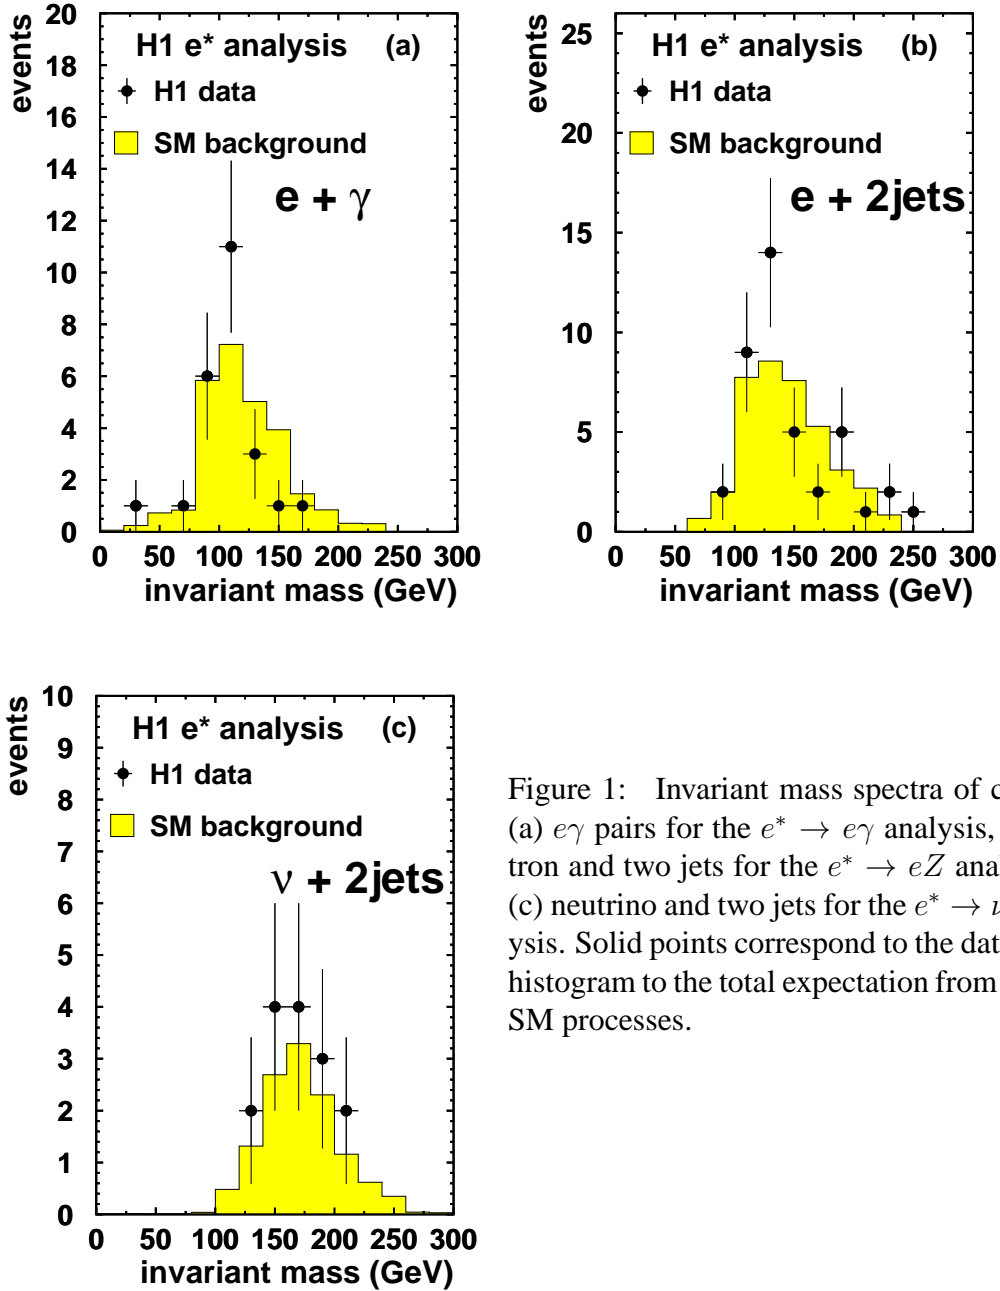 events
20
18
16
14
12
10
8
6
4
2
0
H1 e* analysis (a)
H1 data
SM background
e + γ
0 50 100 150 200 250 300
invariant mass (GeV)
events
25
20
15
10
5
0
H1 e* analysis (b)
H1 data
SM background
e + 2jets
0 50 100 150 200 250 300
invariant mass (GeV)
events
10
9
8
7
6
5
4
3
2
1
0
H1 e* analysis (c)
H1 data
SM background
ν + 2jets
0 50 100 150 200 250 300
invariant mass (GeV)
Figure 1: Invariant mass spectra of c
(a) eγ pairs for the e* → eγ analysis,
tron and two jets for the e* → eZ anal
(c) neutrino and two jets for the e* → ν
ysis. Solid points correspond to the dat
histogram to the total expectation from
SM processes.